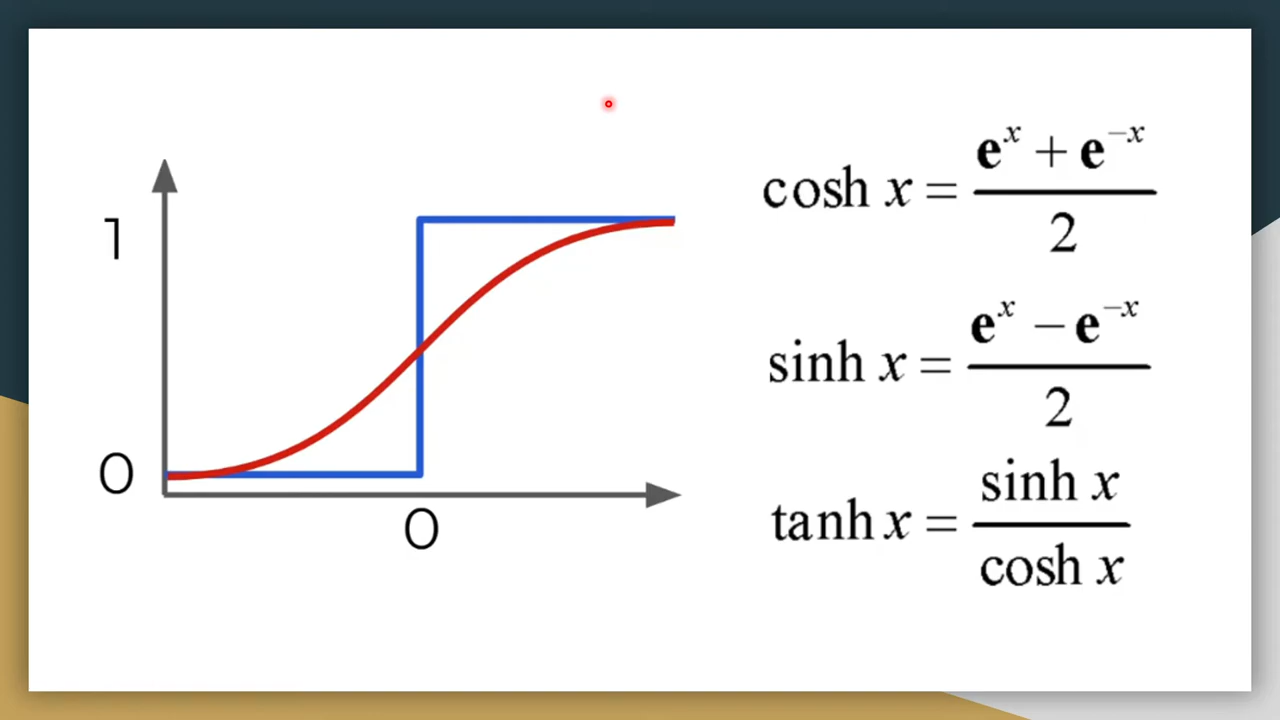 1
0
0
cosh x = (e^x + e^{-x}) / 2
sinh x = (e^x - e^{-x}) / 2
tanh x = sinh x / cosh x